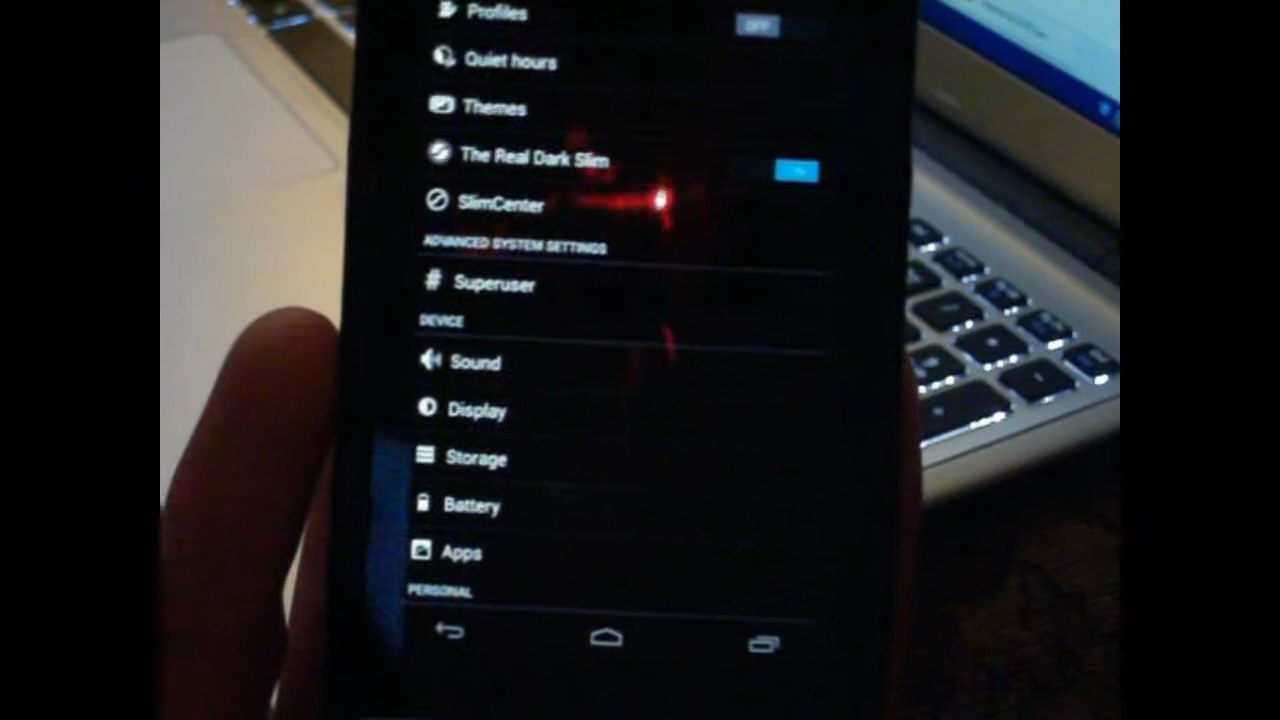 Profiles
OFF
Quiet hours
Themes
The Real Dark Slim
SlimCenter
ADVANCED SYSTEM SETTINGS
Superuser
DEVICE
Sound
Display
Storage
Battery
Apps
PERSONAL